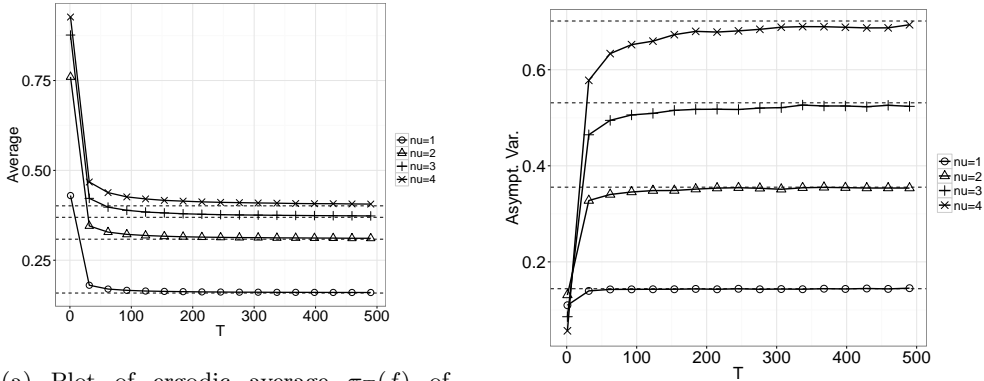 Average
0.75
0.50
0.25
0 100 200 300 400 500
T
nu=1
nu=2
nu=3
nu=4
Asympt. Var.
0.6
0.4
0.2
0 100 200 300 400 500
T
nu=1
nu=2
nu=3
nu=4
(a) Plot of ergodic average π_T(f) of